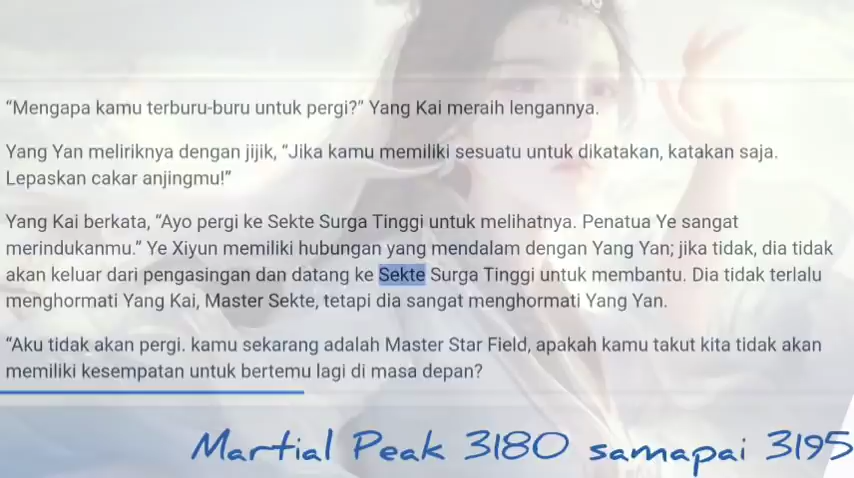 “Mengapa kamu terburu-buru untuk pergi?” Yang Kai meraih lengannya.
Yang Yan meliriknya dengan jijik, “Jika kamu memiliki sesuatu untuk dikatakan, katakan saja.
Lepaskan cakar anjingmu!”
Yang Kai berkata, “Ayo pergi ke Sekte Surga Tinggi untuk melihatnya. Penatua Ye sangat
merindukanmu.” Ye Xiyun memiliki hubungan yang mendalam dengan Yang Yan; jika tidak, dia tidak
akan keluar dari pengasingan dan datang ke Sekte Surga Tinggi untuk membantu. Dia tidak terlalu
menghormati Yang Kai, Master Sekte, tetapi dia sangat menghormati Yang Yan.
“Aku tidak akan pergi. kamu sekarang adalah Master Star Field, apakah kamu takut kita tidak akan
memiliki kesempatan untuk bertemu lagi di masa depan?
Martial Peak 3180 samapai 3195